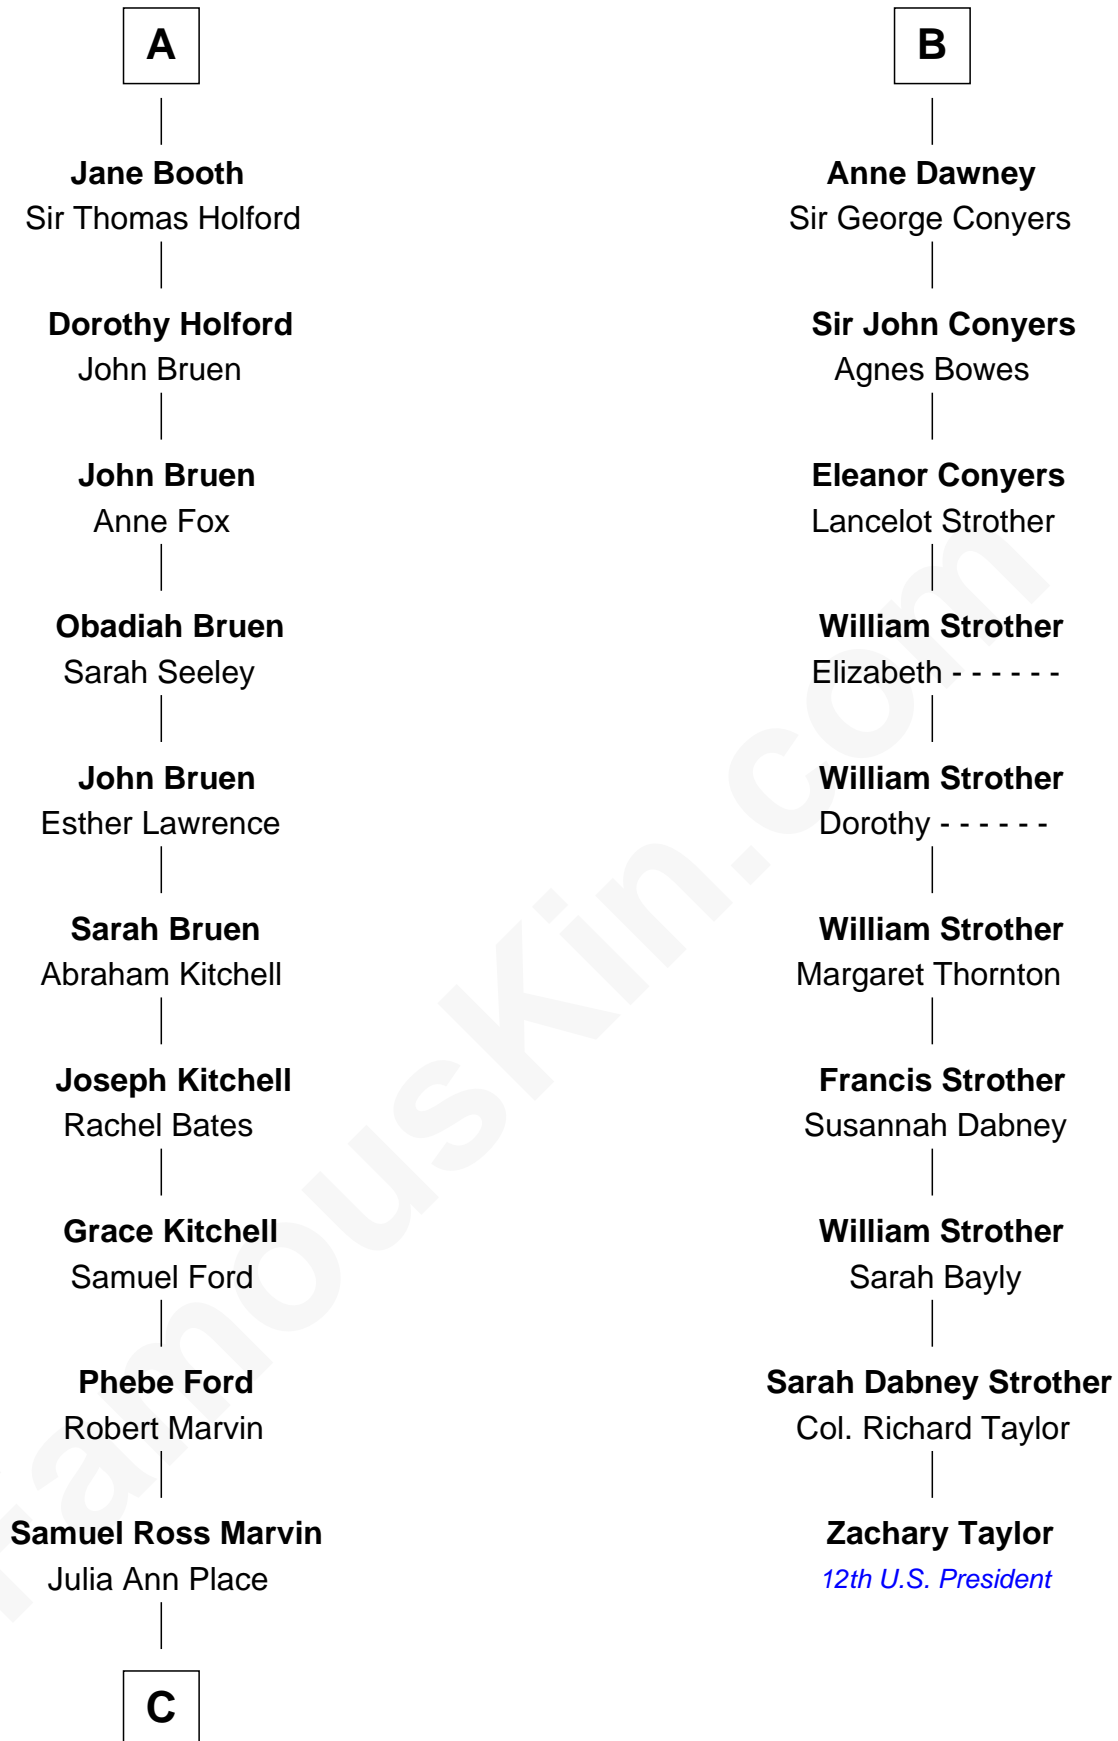 A
Jane Booth
Sir Thomas Holford
Dorothy Holford
John Bruen
John Bruen
Anne Fox
Obadiah Bruen
Sarah Seeley
John Bruen
Esther Lawrence
Sarah Bruen
Abraham Kitchell
Joseph Kitchell
Rachel Bates
Grace Kitchell
Samuel Ford
Phebe Ford
Robert Marvin
Samuel Ross Marvin
Julia Ann Place
C
B
Anne Dawney
Sir George Conyers
Sir John Conyers
Agnes Bowes
Eleanor Conyers
Lancelot Strother
William Strother
Elizabeth - - - - - -
William Strother
Dorothy - - - - - -
William Strother
Margaret Thornton
Francis Strother
Susannah Dabney
William Strother
Sarah Bayly
Sarah Dabney Strother
Col. Richard Taylor
Zachary Taylor
12th U.S. President
FamousKin.com